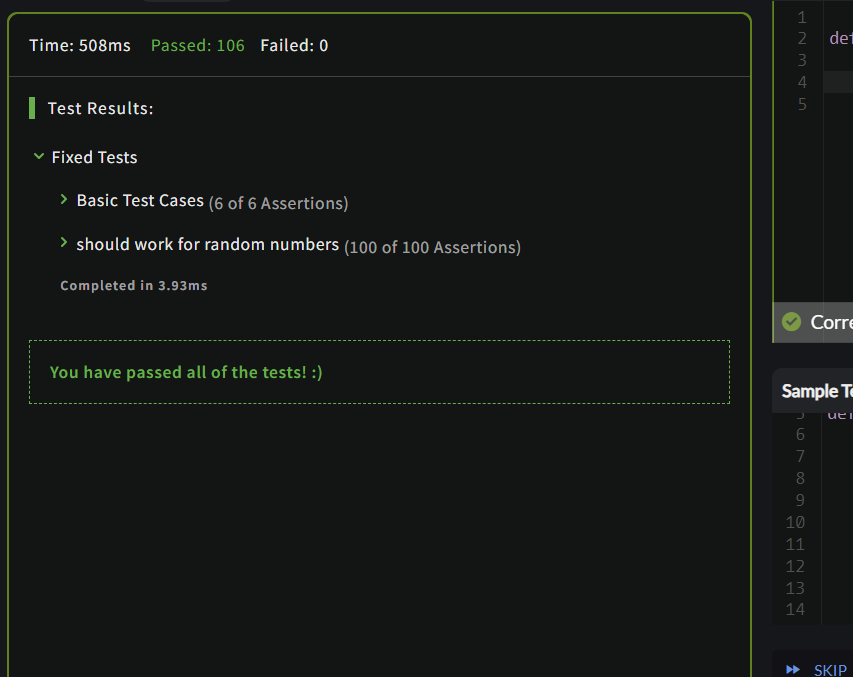 Time: 508ms Passed: 106 Failed: 0
Test Results:
Fixed Tests
Basic Test Cases (6 of 6 Assertions)
should work for random numbers (100 of 100 Assertions)
Completed in 3.93ms
You have passed all of the tests! :)
1
2 def
3
4
5
Corre
Sample Te
5 def
6
7
8
9
10
11
12
13
14
SKIP